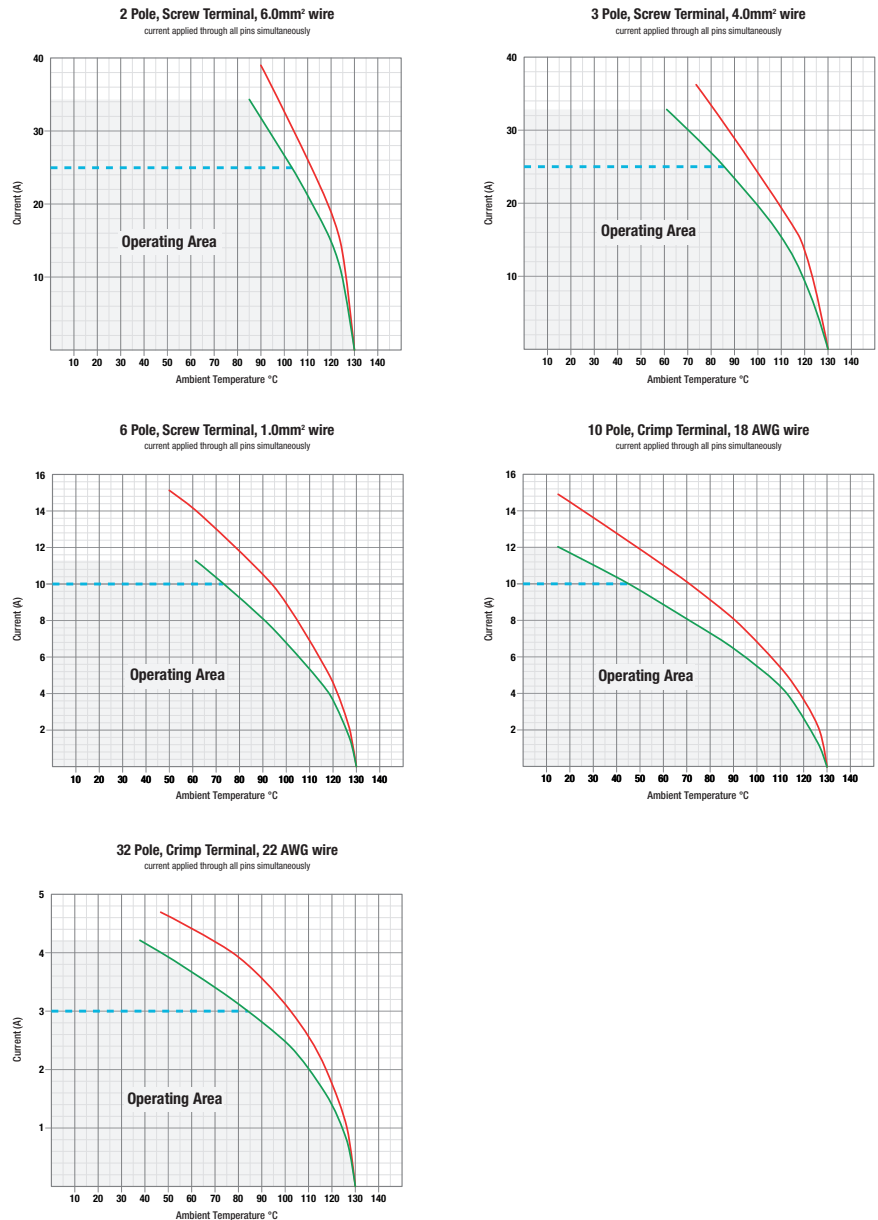 2 Pole, Screw Terminal, 6.0mm² wire
current applied through all pins simultaneously
40
30
20
10
Current (A)
Operating Area
10 20 30 40 50 60 70 80 90 100 110 120 130 140
Ambient Temperature °C
3 Pole, Screw Terminal, 4.0mm² wire
current applied through all pins simultaneously
40
30
20
10
Current (A)
Operating Area
10 20 30 40 50 60 70 80 90 100 110 120 130 140
Ambient Temperature °C
6 Pole, Screw Terminal, 1.0mm² wire
current applied through all pins simultaneously
16
14
12
10
8
6
4
2
Current (A)
Operating Area
10 20 30 40 50 60 70 80 90 100 110 120 130 140
Ambient Temperature °C
10 Pole, Crimp Terminal, 18 AWG wire
current applied through all pins simultaneously
16
14
12
10
8
6
4
2
Current (A)
Operating Area
10 20 30 40 50 60 70 80 90 100 110 120 130 140
Ambient Temperature °C
32 Pole, Crimp Terminal, 22 AWG wire
current applied through all pins simultaneously
5
4
3
2
1
Current (A)
Operating Area
10 20 30 40 50 60 70 80 90 100 110 120 130 140
Ambient Temperature °C